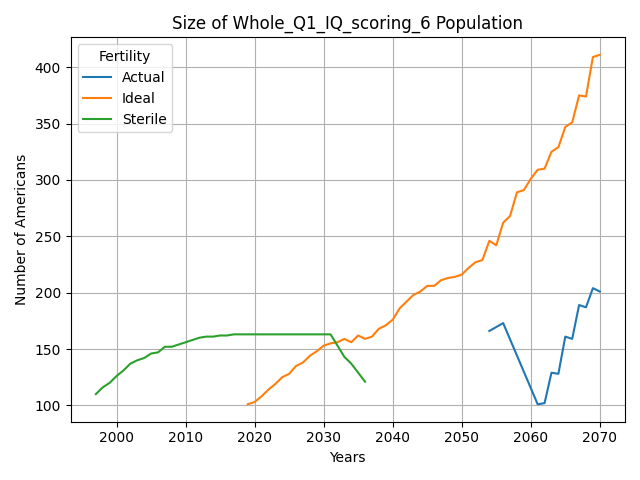 Size of Whole_Q1_IQ_scoring_6 Population
Fertility
Actual
Ideal
Sterile
Number of Americans
400
350
300
250
200
150
100
2000
2010
2020
2030
2040
2050
2060
2070
Years